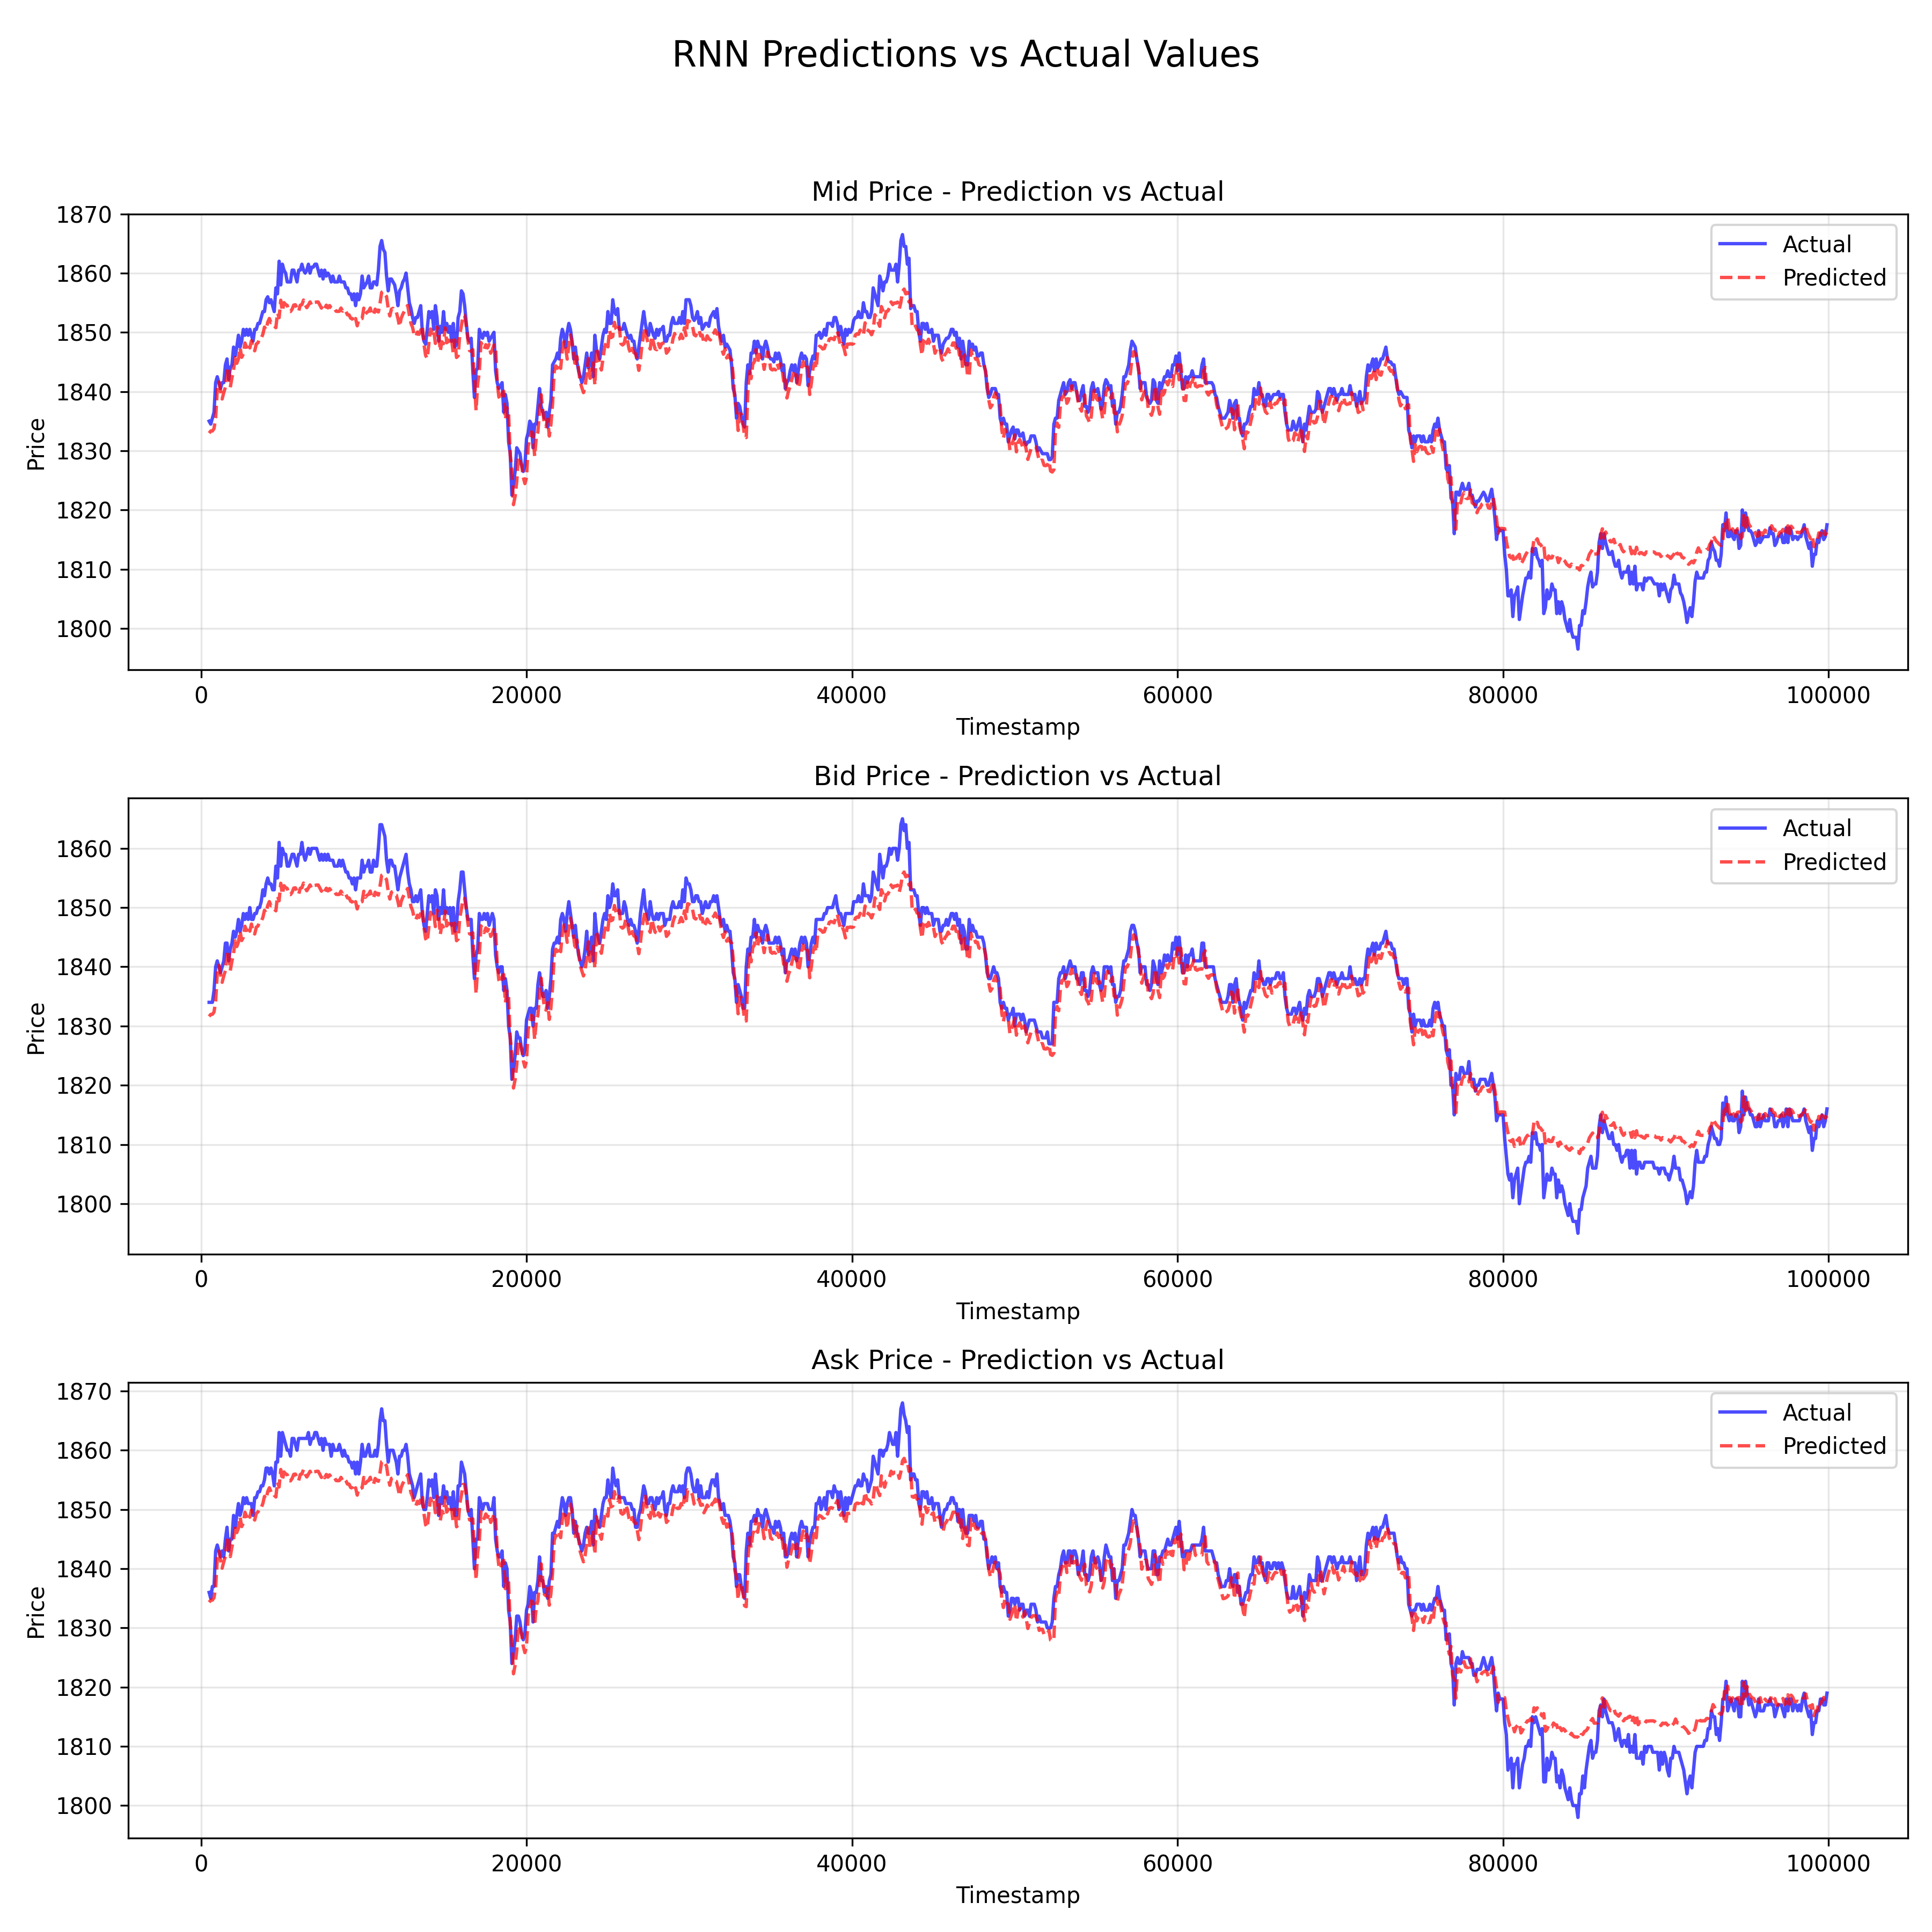 RNN Predictions vs Actual Values
Mid Price - Prediction vs Actual
Actual
Predicted
1870
1860
1850
1840
1830
1820
1810
1800
Price
0 20000 40000 60000 80000 100000
Timestamp
Bid Price - Prediction vs Actual
Actual
Predicted
1860
1850
1840
1830
1820
1810
1800
Price
0 20000 40000 60000 80000 100000
Timestamp
Ask Price - Prediction vs Actual
Actual
Predicted
1870
1860
1850
1840
1830
1820
1810
1800
Price
0 20000 40000 60000 80000 100000
Timestamp